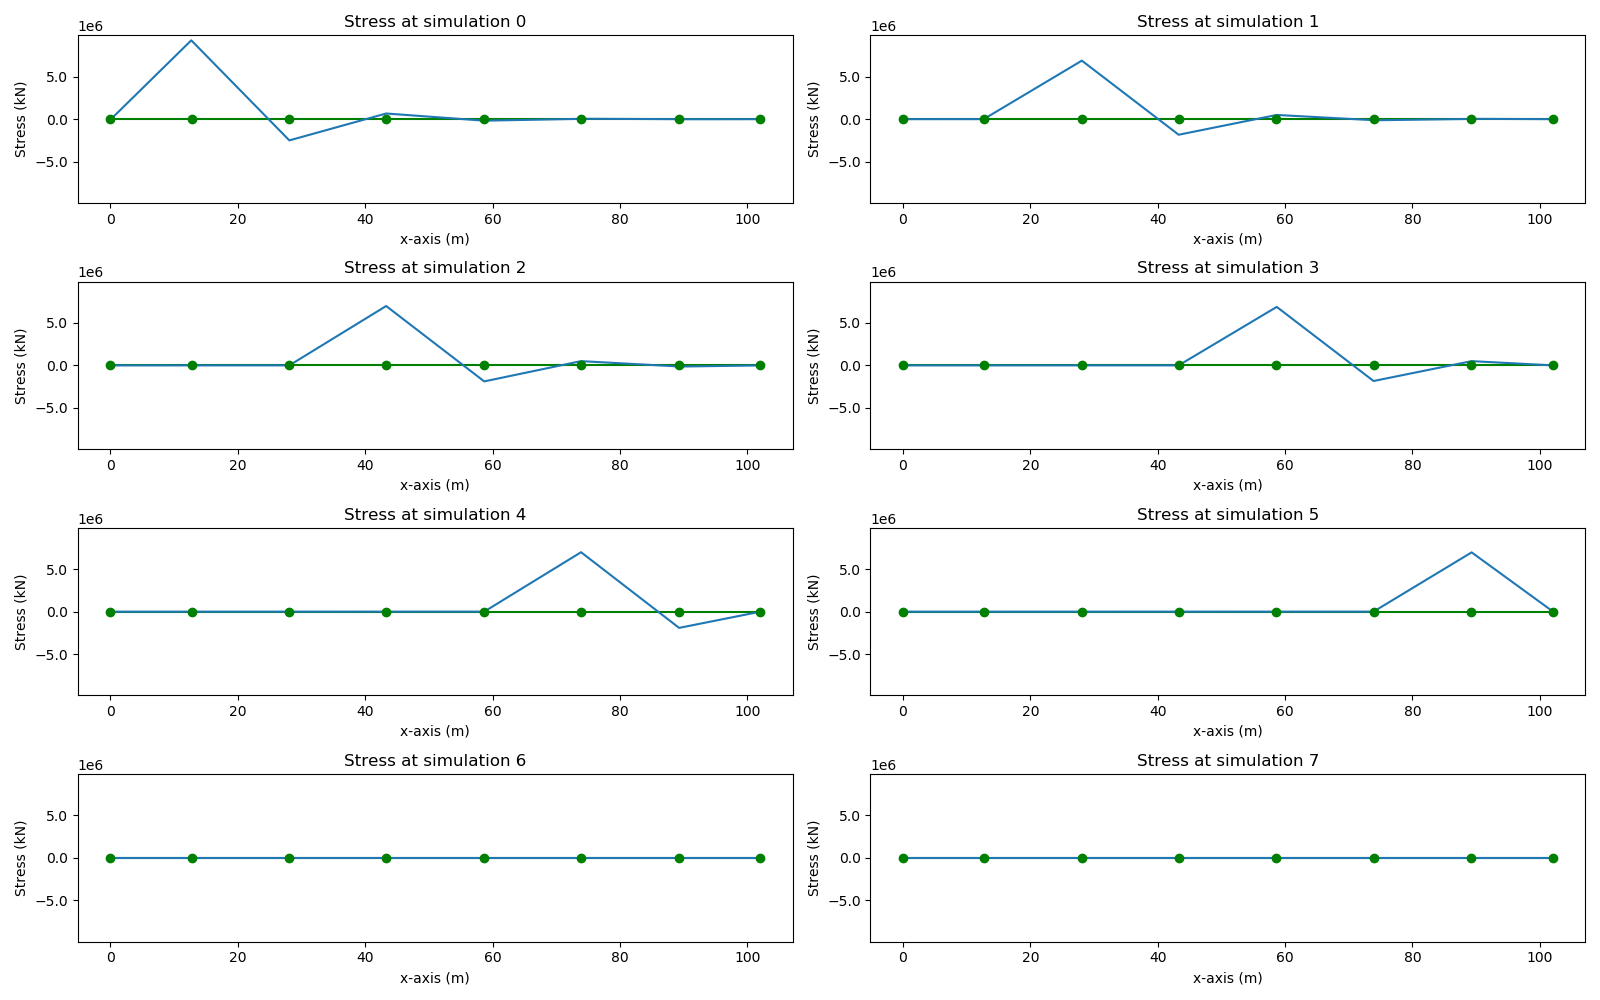 Stress at simulation 0
1e6
Stress (kN)
5.0
0.0
−5.0
0 20 40 60 80 100
x-axis (m)
Stress at simulation 1
1e6
Stress (kN)
5.0
0.0
−5.0
0 20 40 60 80 100
x-axis (m)
Stress at simulation 2
1e6
Stress (kN)
5.0
0.0
−5.0
0 20 40 60 80 100
x-axis (m)
Stress at simulation 3
1e6
Stress (kN)
5.0
0.0
−5.0
0 20 40 60 80 100
x-axis (m)
Stress at simulation 4
1e6
Stress (kN)
5.0
0.0
−5.0
0 20 40 60 80 100
x-axis (m)
Stress at simulation 5
1e6
Stress (kN)
5.0
0.0
−5.0
0 20 40 60 80 100
x-axis (m)
Stress at simulation 6
1e6
Stress (kN)
5.0
0.0
−5.0
0 20 40 60 80 100
x-axis (m)
Stress at simulation 7
1e6
Stress (kN)
5.0
0.0
−5.0
0 20 40 60 80 100
x-axis (m)